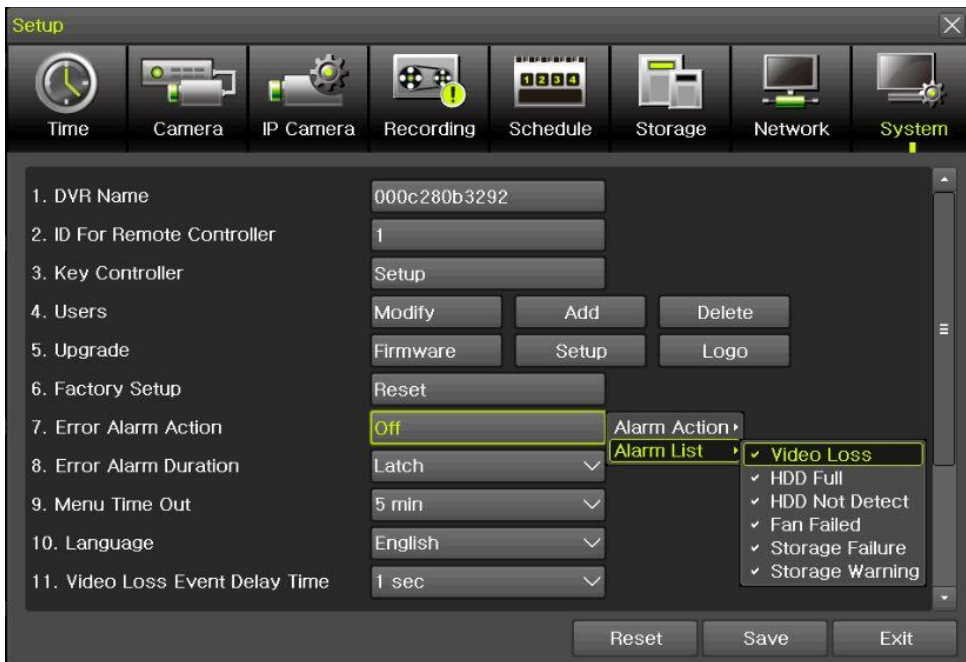 Setup
Time Camera IP Camera Recording 1234 Schedule Storage Network System
1. DVR Name 000c280b3292
2. ID For Remote Controller 1
3. Key Controller Setup
4. Users Modify Add Delete
5. Upgrade Firmware Setup Logo
6. Factory Setup Reset
7. Error Alarm Action Off Alarm Action
Alarm List Video Loss
8. Error Alarm Duration Latch HDD Full
HDD Not Detect
9. Menu Time Out 5 min Fan Failed
10. Language English Storage Failure
Storage Warning
11. Video Loss Event Delay Time 1 sec
Reset Save Exit